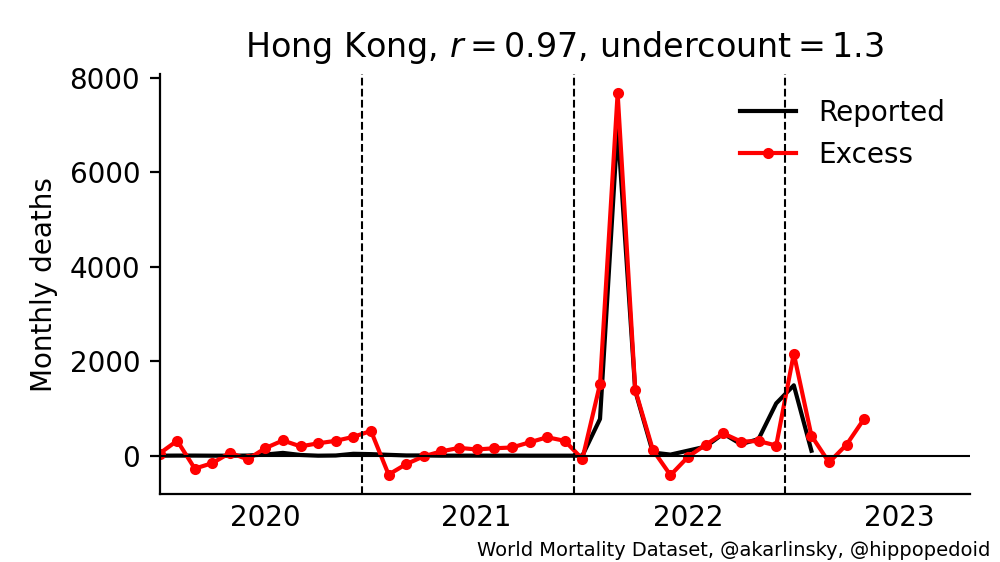 Hong Kong, r = 0.97, undercount = 1.3
8000
6000
4000
2000
0
Monthly deaths
Reported
Excess
2020 2021 2022 2023
World Mortality Dataset, @akarlinsky, @hippopedoid